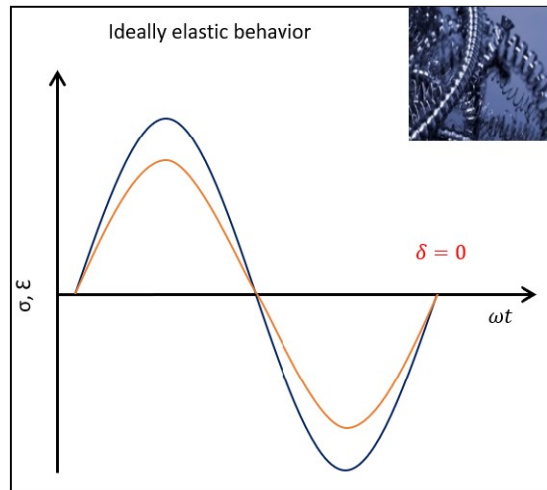 Ideally elastic behavior
δ = 0
σ, ε
ωt